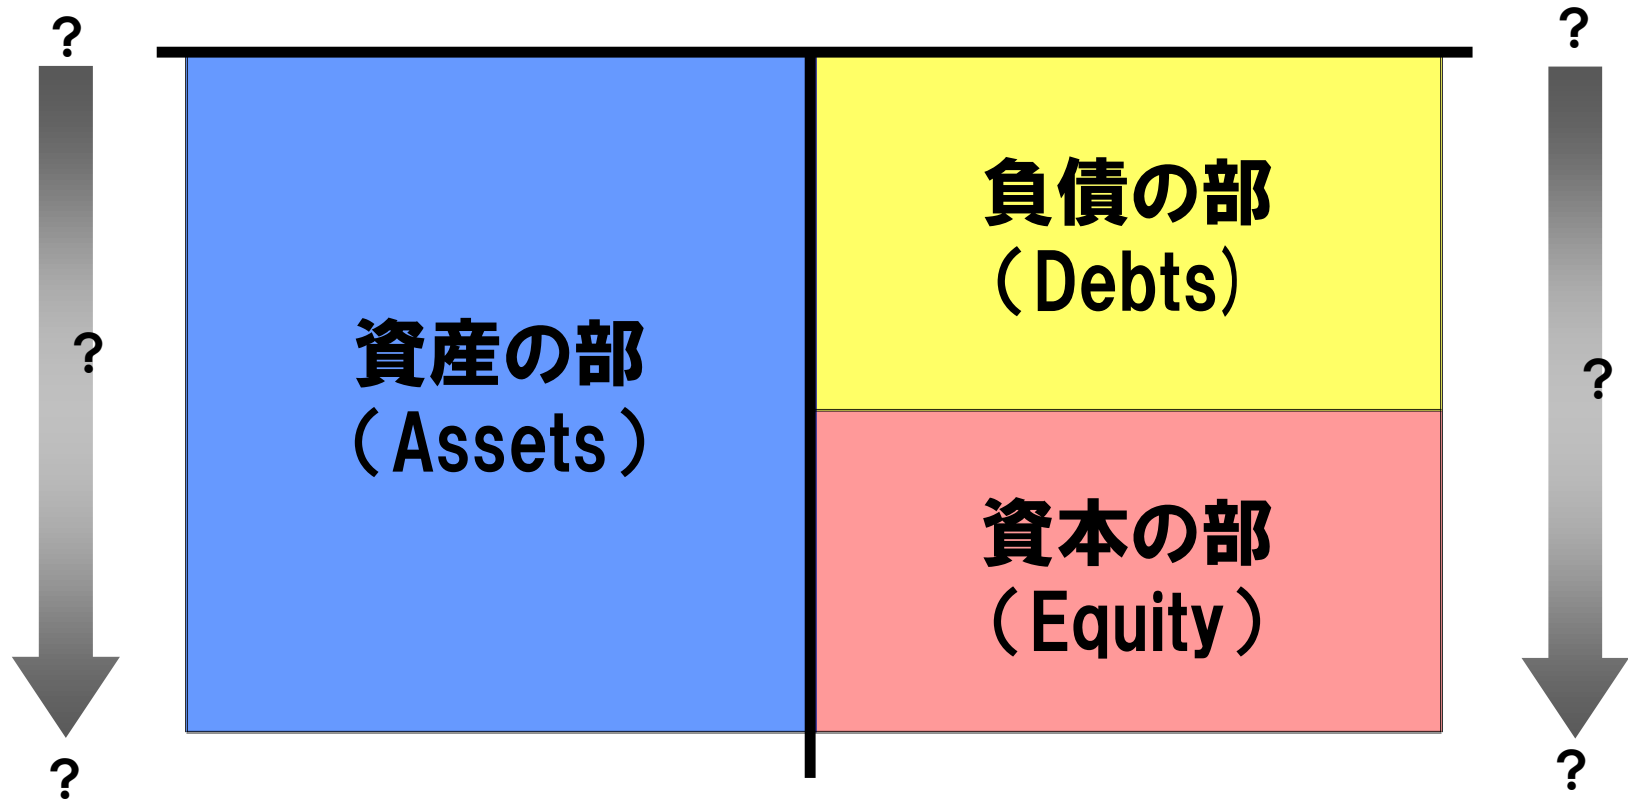 ?
?
?
資産の部
（Assets）
負債の部
（Debts)
資本の部
（Equity）
?
?
?